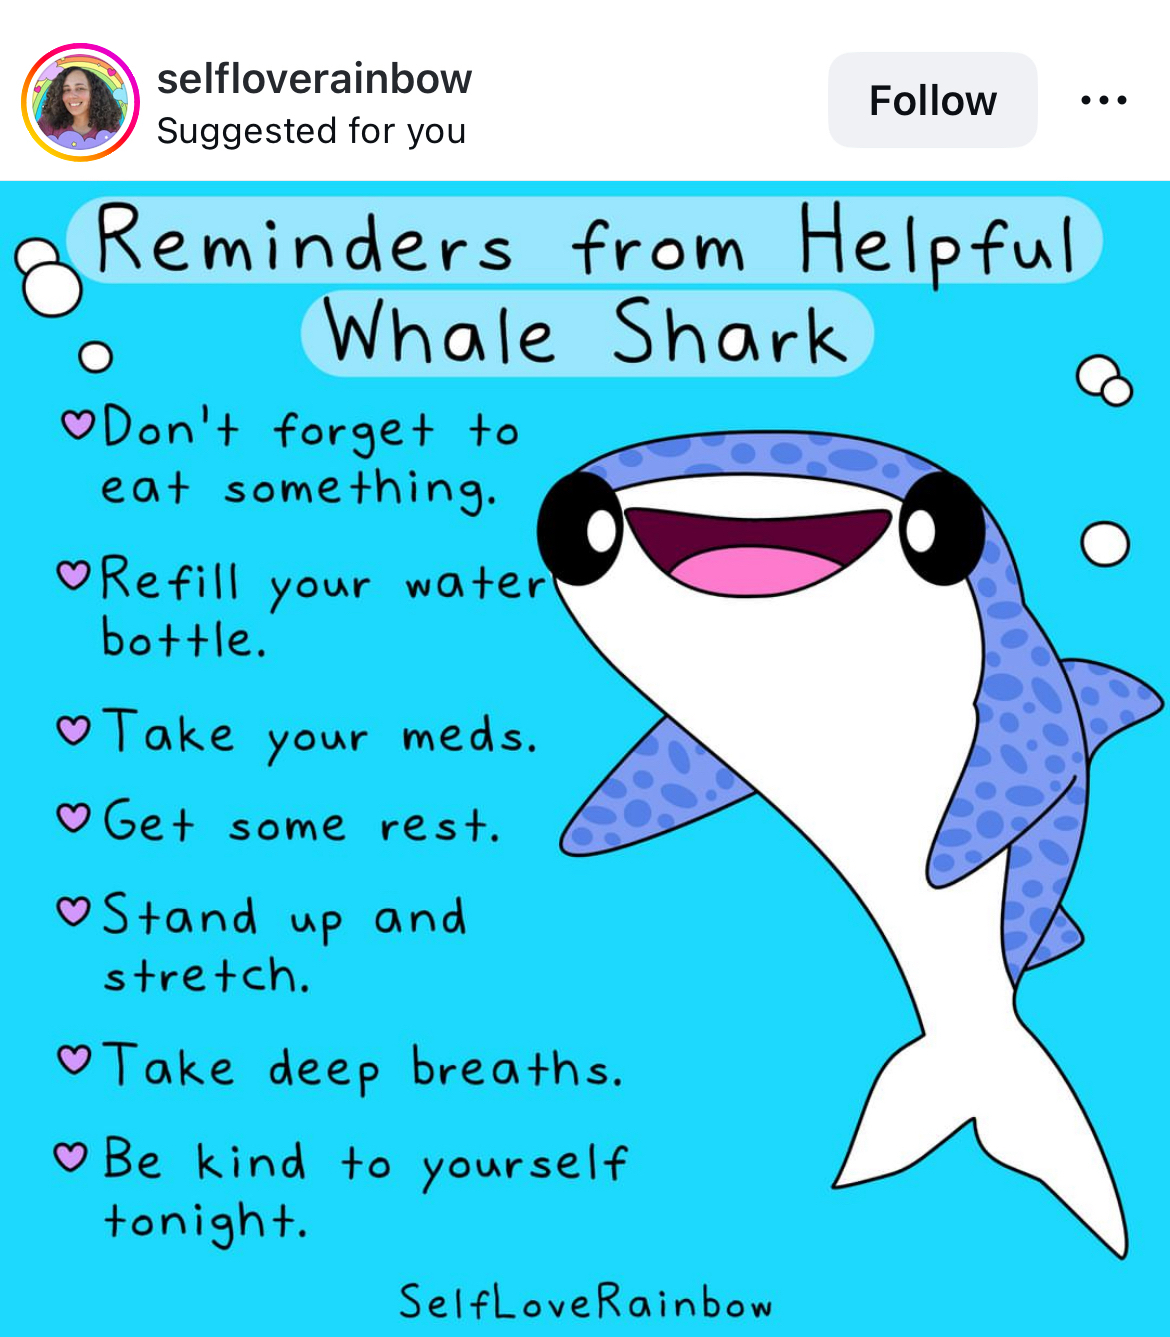 selfloverainbow
Suggested for you
Follow
Reminders from Helpful
Whale Shark
Don't forget to
eat something.
Refill your water
bottle.
Take your meds.
Get some rest.
Stand up and
stretch.
Take deep breaths.
Be kind to yourself
tonight.
SelfLoveRainbow